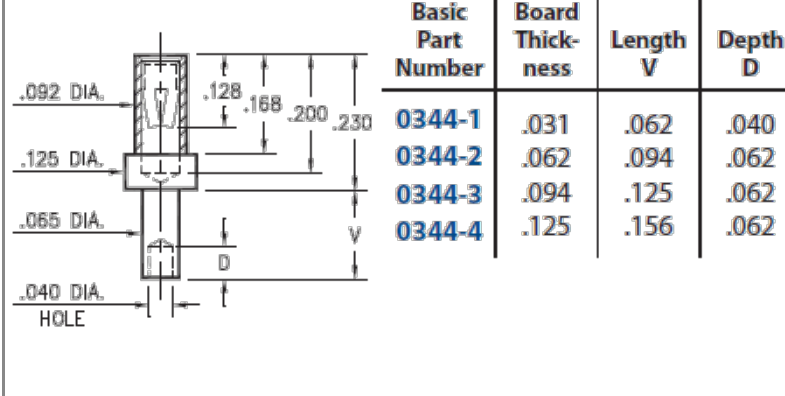 .092 DIA.
.125 DIA.
.065 DIA.
.040 DIA.
HOLE
.128
.168
.200
.230
V
D
Basic Part Number Board Thick- ness Length V Depth D
0344-1 .031 .062 .040
0344-2 .062 .094 .062
0344-3 .094 .125 .062
0344-4 .125 .156 .062